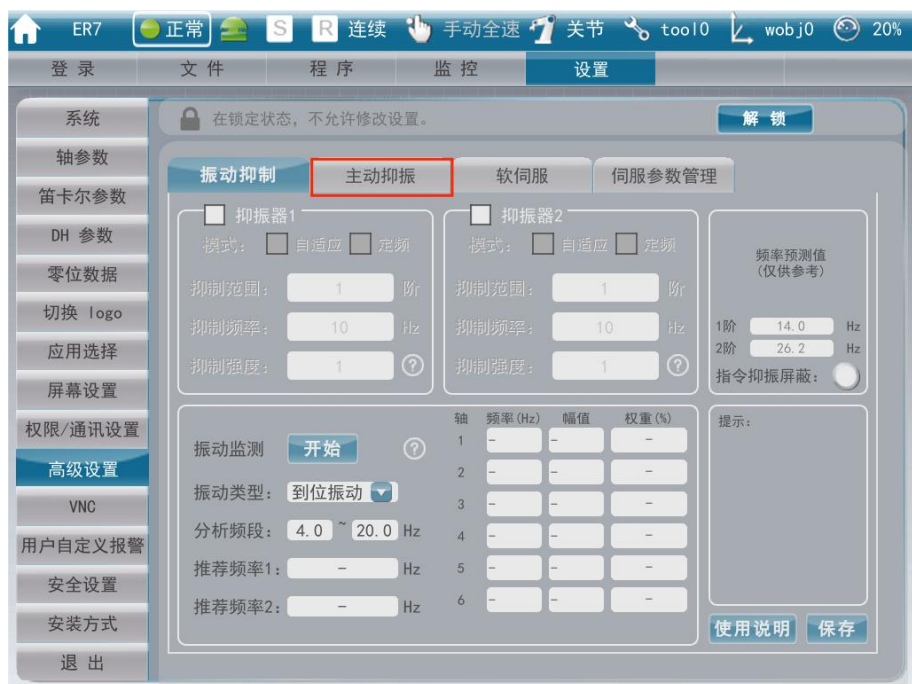 ER7 正常 S R 连续 手动全速 关节 tool0 wobj0 20%
登录 文件 程序 监控 设置
系统
轴参数
笛卡尔参数
DH 参数
零位数据
切换 logo
应用选择
屏幕设置
权限/通讯设置
高级设置
VNC
用户自定义报警
安全设置
安装方式
退出
在锁定状态，不允许修改设置。 解锁
振动抑制 主动抑振 软伺服 伺服参数管理
抑振器1
模式： 自适应 定频
抑制范围： 1 阶
抑制频率： 10 Hz
抑制强度： 1 ?
抑振器2
模式： 自适应 定频
抑制范围： 1 阶
抑制频率： 10 Hz
抑制强度： 1 ?
频率预测值
(仅供参考)
1阶 14.0 Hz
2阶 26.2 Hz
指令抑振屏蔽：
振动监测 开始 ?
振动类型： 到位振动
分析频段： 4.0 ~ 20.0 Hz
推荐频率1： - Hz
推荐频率2： - Hz
轴 频率(Hz) 幅值 权重(%)
1 - - -
2 - - -
3 - - -
4 - - -
5 - - -
6 - - -
提示：
使用说明 保存